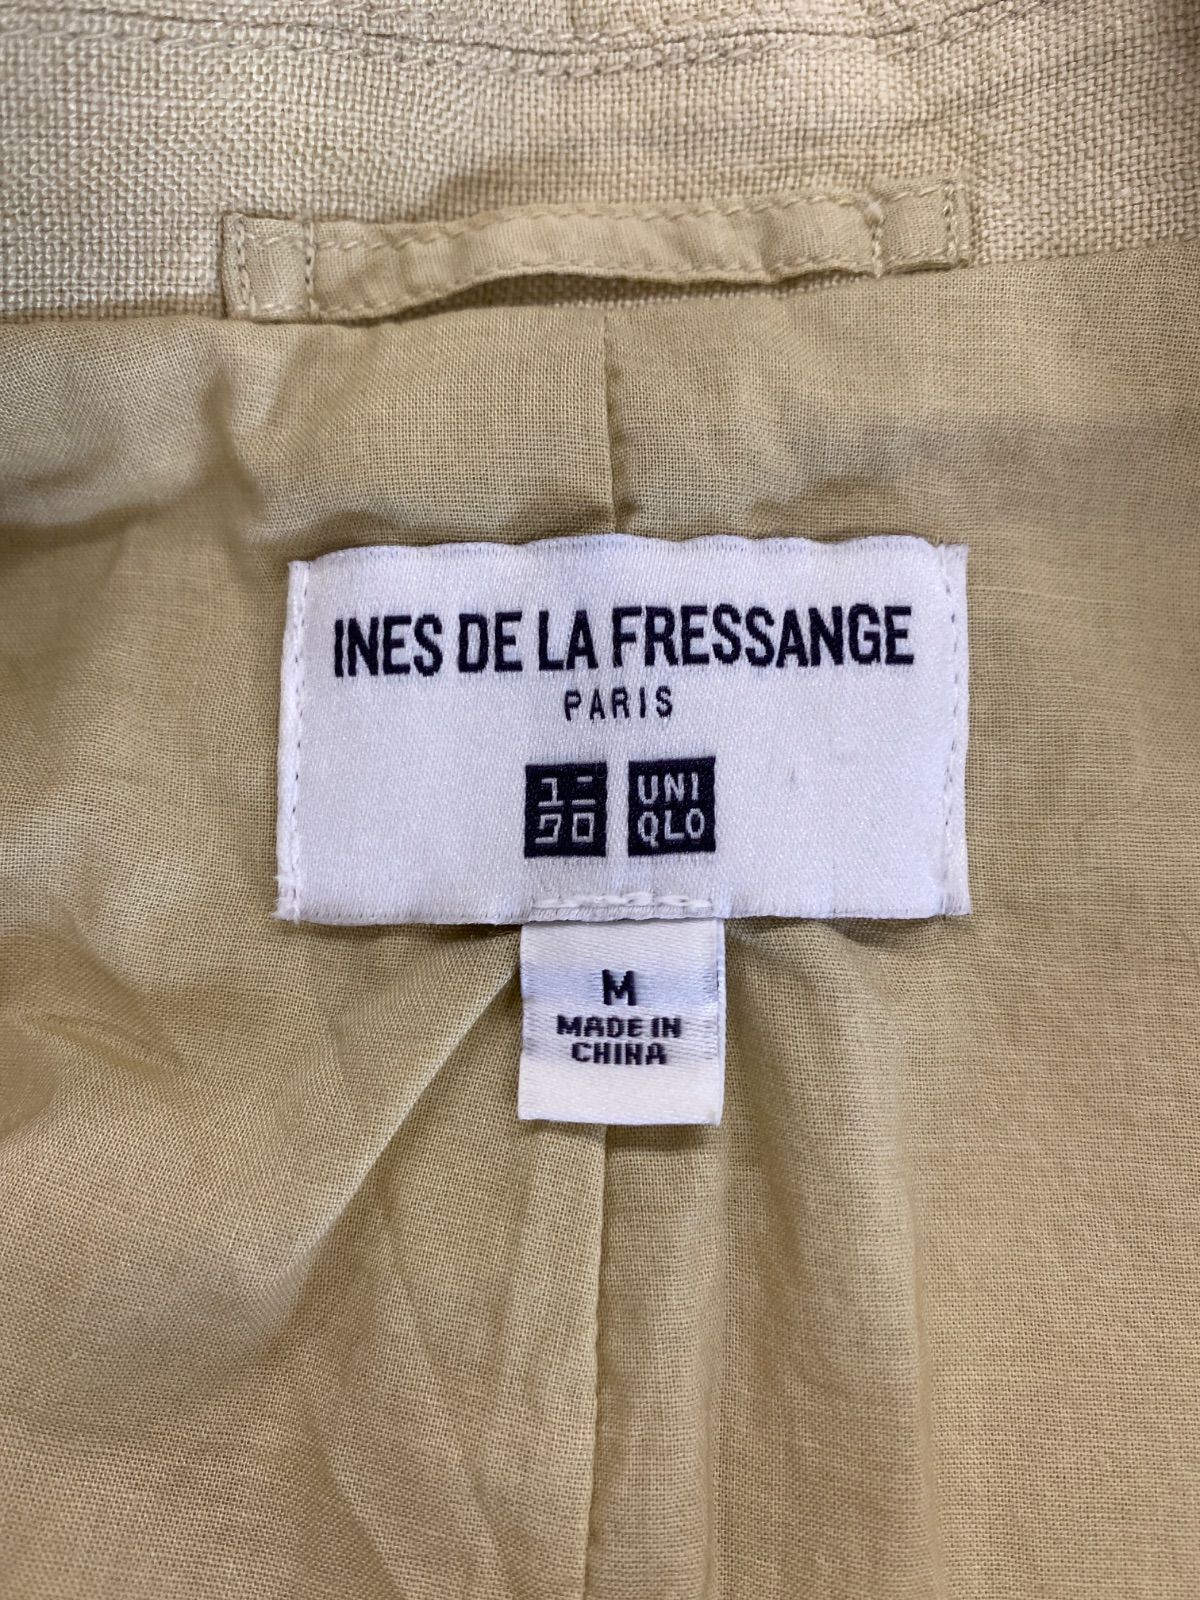 INES DE LA FRESSANGE
PARIS
ユニ
クロ
UNI
QLO
M
MADE IN
CHINA